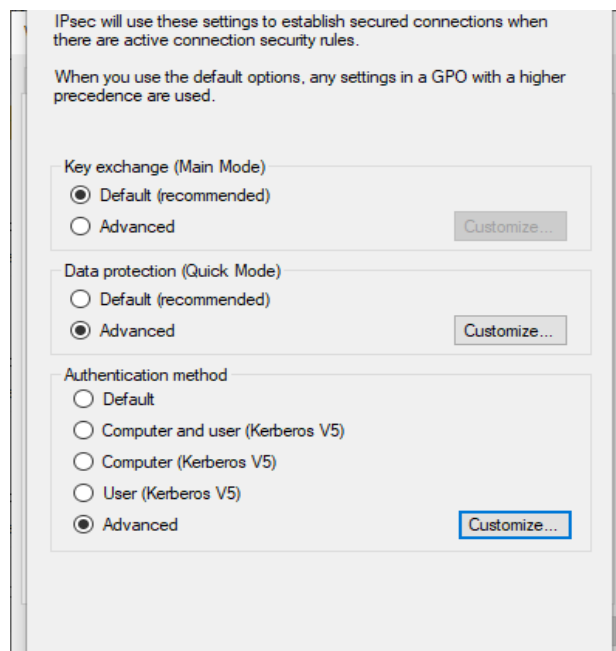 IPsec will use these settings to establish secured connections when
there are active connection security rules.
When you use the default options, any settings in a GPO with a higher
precedence are used.
Key exchange (Main Mode)
Default (recommended)
Advanced
Customize...
Data protection (Quick Mode)
Default (recommended)
Advanced
Customize...
Authentication method
Default
Computer and user (Kerberos V5)
Computer (Kerberos V5)
User (Kerberos V5)
Advanced
Customize...